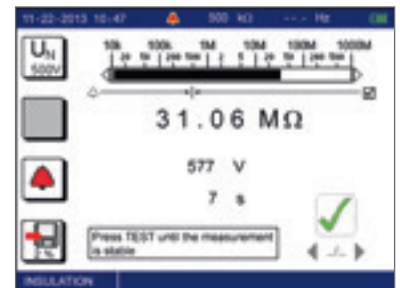 11-22-2013 10:47 500 kΩ ---.- Hz
UN
500V
10k 100k 1M 10M 100M 1000M
31.06 MΩ
577 V
7 s
Press TEST until the measurement
is stable
INSULATION